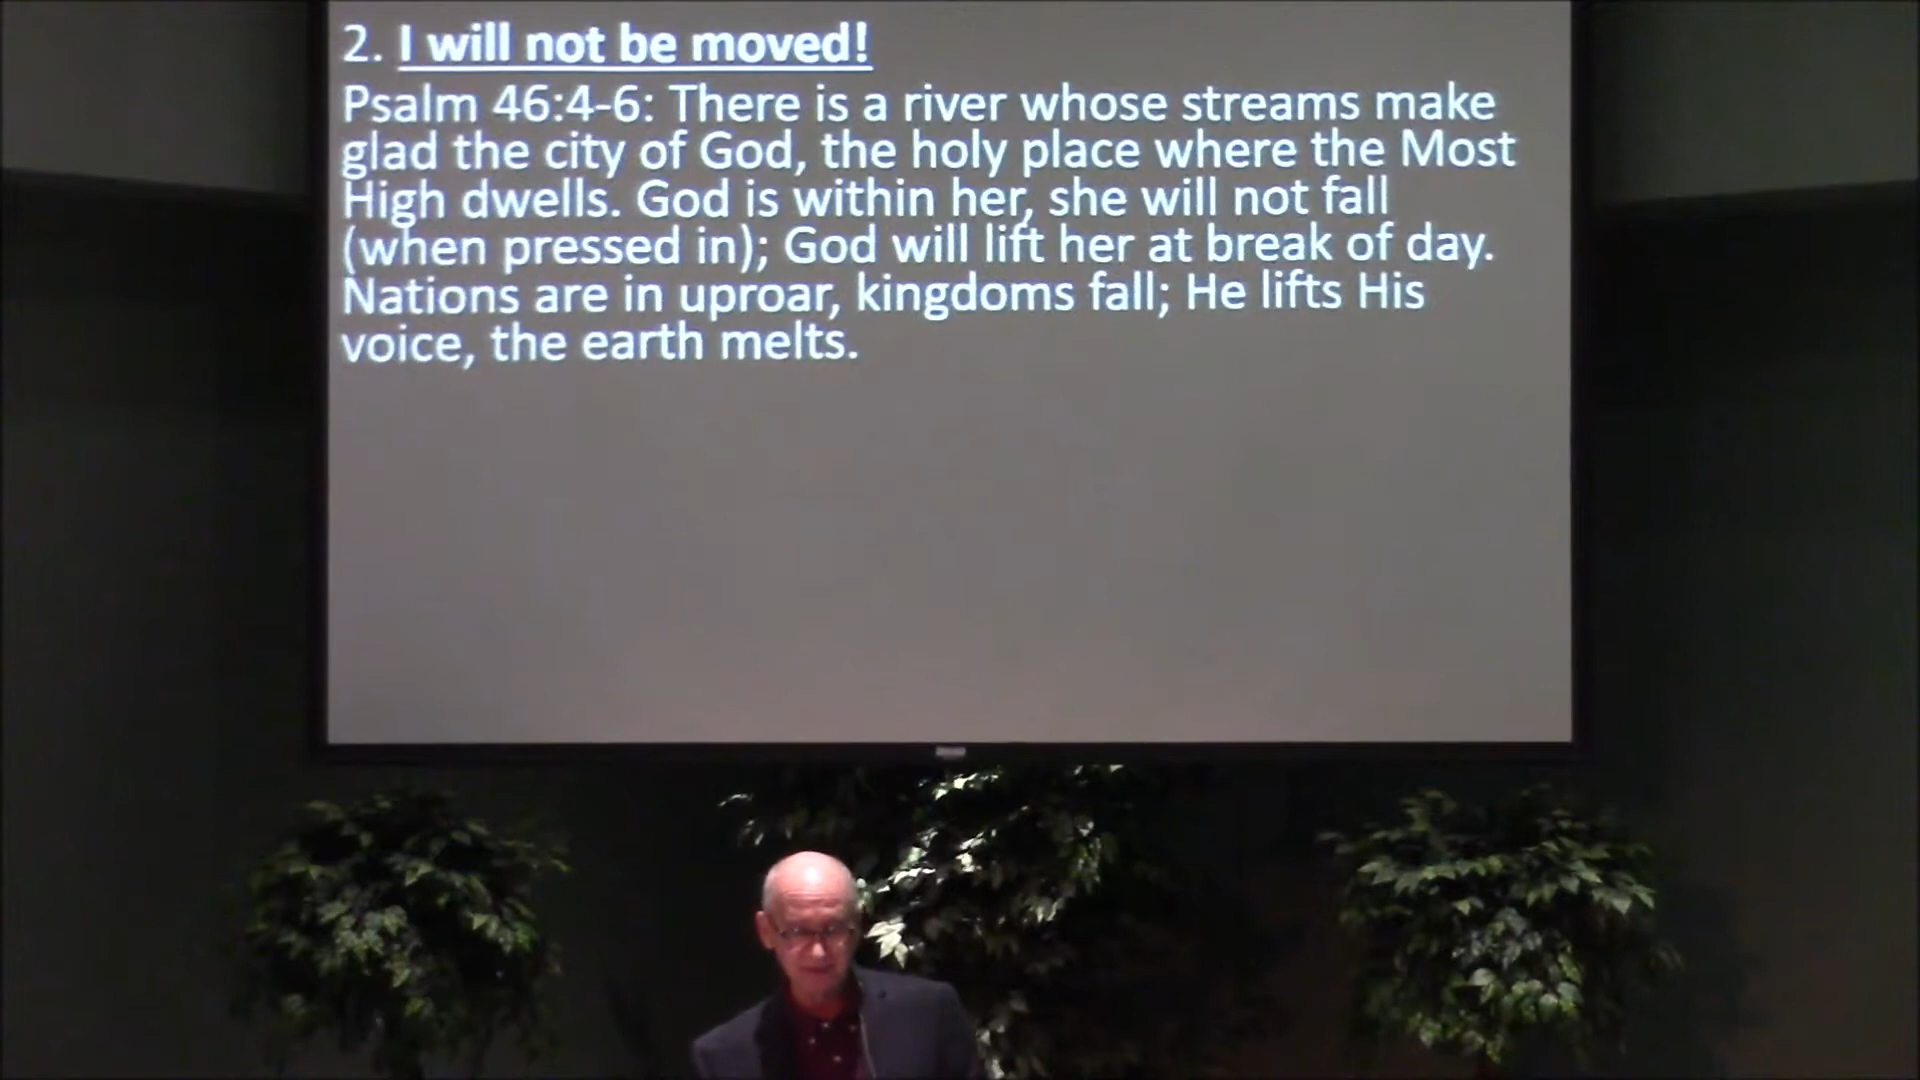 2. I will not be moved!
Psalm 46:4-6: There is a river whose streams make
glad the city of God, the holy place where the Most
High dwells. God is within her, she will not fall
(when pressed in); God will lift her at break of day.
Nations are in uproar, kingdoms fall; He lifts His
voice, the earth melts.